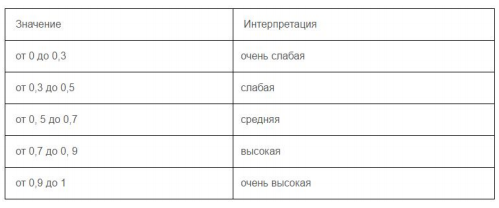 Значение Интерпретация
от 0 до 0,3 очень слабая
от 0,3 до 0,5 слабая
от 0, 5 до 0,7 средняя
от 0,7 до 0, 9 высокая
от 0,9 до 1 очень высокая